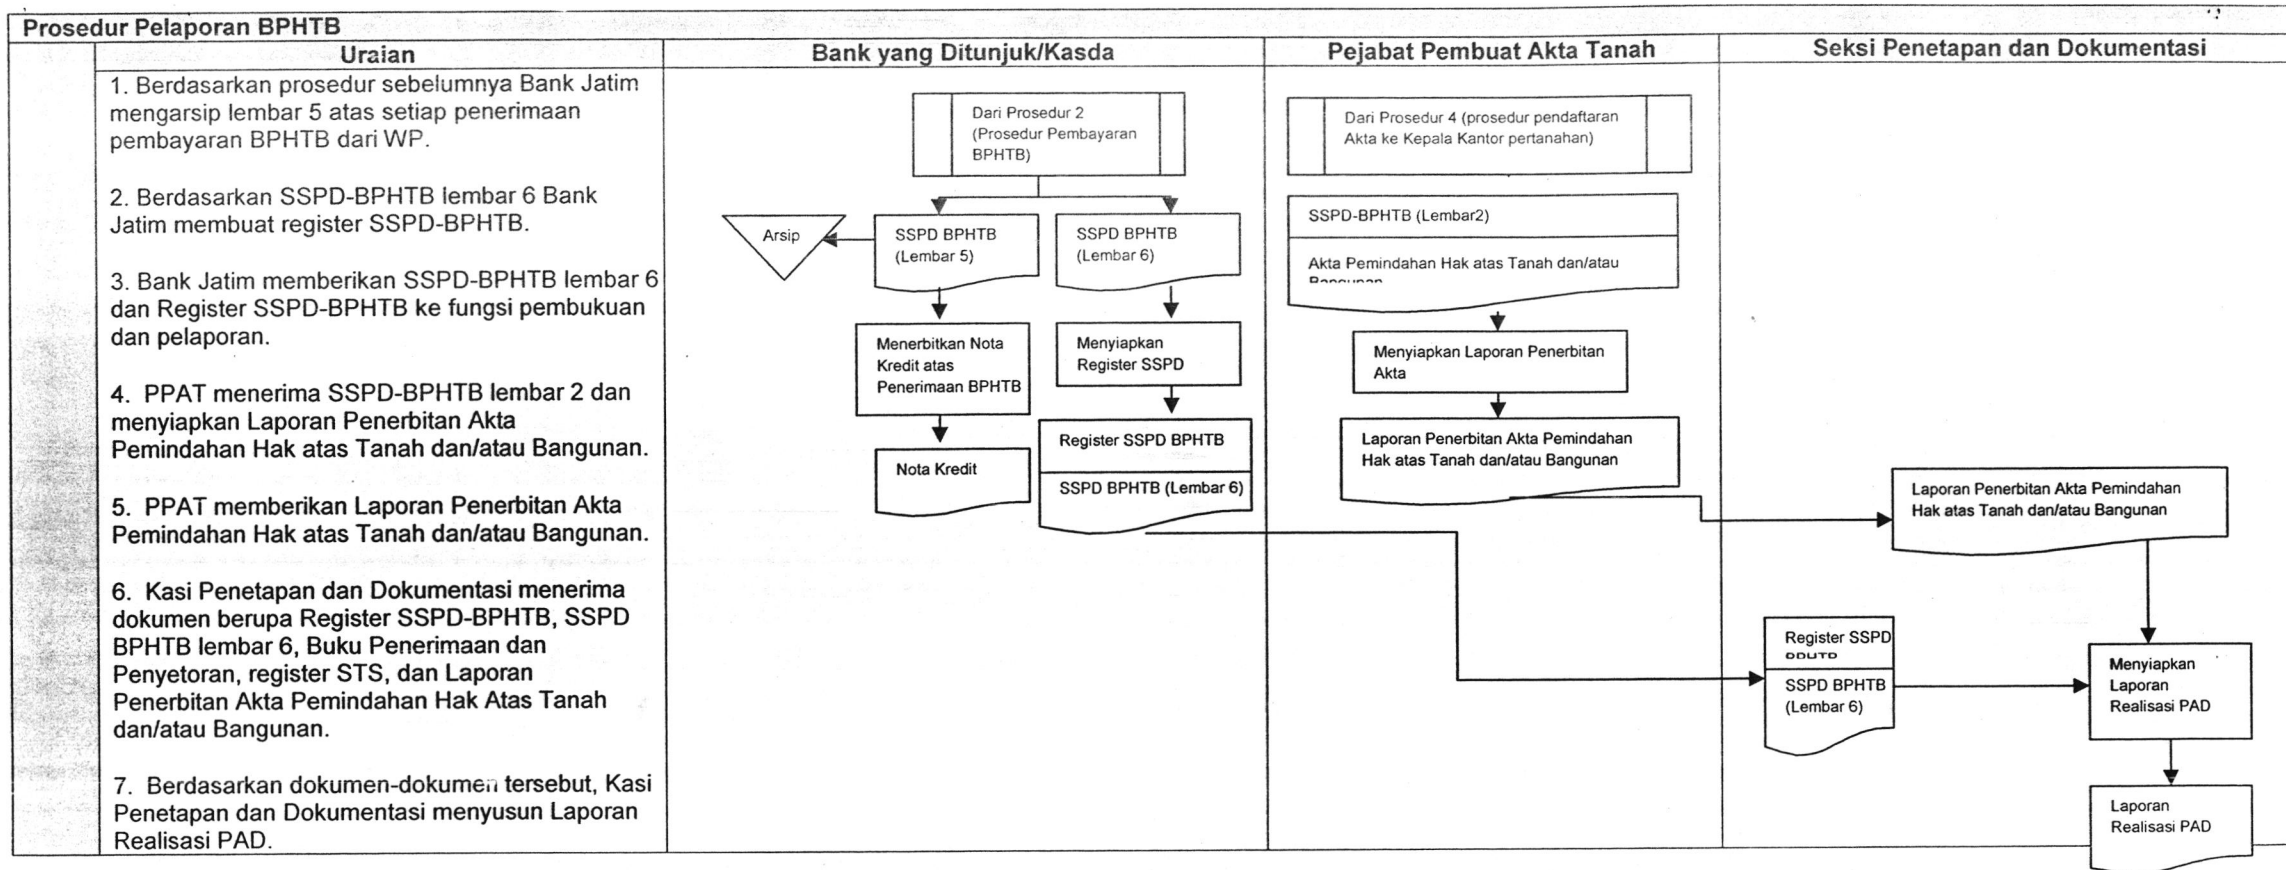 Prosedur Pelaporan BPHTB
Uraian
Bank yang Ditunjuk/Kasda
Pejabat Pembuat Akta Tanah
Seksi Penetapan dan Dokumentasi
1. Berdasarkan prosedur sebelumnya Bank Jatim
mengarsip lembar 5 atas setiap penerimaan
pembayaran BPHTB dari WP.
2. Berdasarkan SSPD-BPHTB lembar 6 Bank
Jatim membuat register SSPD-BPHTB.
3. Bank Jatim memberikan SSPD-BPHTB lembar 6
dan Register SSPD-BPHTB ke fungsi pembukuan
dan pelaporan.
4. PPAT menerima SSPD-BPHTB lembar 2 dan
menyiapkan Laporan Penerbitan Akta
Pemindahan Hak atas Tanah dan/atau Bangunan.
5. PPAT memberikan Laporan Penerbitan Akta
Pemindahan Hak atas Tanah dan/atau Bangunan.
6. Kasi Penetapan dan Dokumentasi menerima
dokumen berupa Register SSPD-BPHTB, SSPD
BPHTB lembar 6, Buku Penerimaan dan
Penyetoran, register STS, dan Laporan
Penerbitan Akta Pemindahan Hak Atas Tanah
dan/atau Bangunan.
7. Berdasarkan dokumen-dokumen tersebut, Kasi
Penetapan dan Dokumentasi menyusun Laporan
Realisasi PAD.
Dari Prosedur 2
(Prosedur Pembayaran
BPHTB)
Arsip
SSPD BPHTB
(Lembar 5)
SSPD BPHTB
(Lembar 6)
Menerbitkan Nota
Kredit atas
Penerimaan BPHTB
Menyiapkan
Register SSPD
Nota Kredit
Register SSPD BPHTB
SSPD BPHTB (Lembar 6)
Dari Prosedur 4 (prosedur pendaftaran
Akta ke Kepala Kantor pertanahan)
SSPD-BPHTB (Lembar2)
Akta Pemindahan Hak atas Tanah dan/atau
Bangunan
Menyiapkan Laporan Penerbitan
Akta
Laporan Penerbitan Akta Pemindahan
Hak atas Tanah dan/atau Bangunan
Laporan Penerbitan Akta Pemindahan
Hak atas Tanah dan/atau Bangunan
Register SSPD
BPHTB
SSPD BPHTB
(Lembar 6)
Menyiapkan
Laporan
Realisasi PAD
Laporan
Realisasi PAD